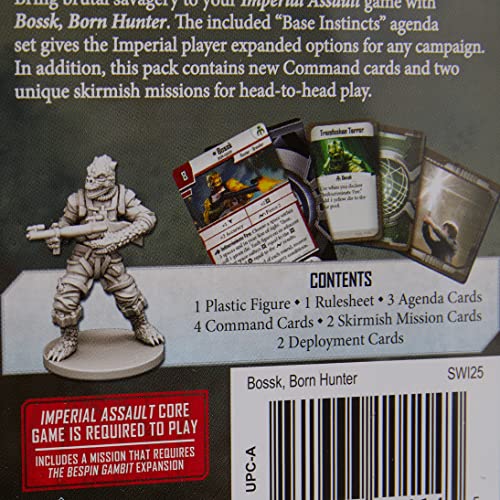 Bring brutal savagery to your Imperial Assault game with
Bossk, Born Hunter. The included "Base Instincts" agenda
set gives the Imperial player expanded options for any campaign.
In addition, this pack contains new Command cards and two
unique skirmish missions for head-to-head play.
Bossk
8
Trandoshan Terror
Bossk
CONTENTS
1 Plastic Figure • 1 Rulesheet • 3 Agenda Cards
4 Command Cards • 2 Skirmish Mission Cards
2 Deployment Cards
IMPERIAL ASSAULT CORE
GAME IS REQUIRED TO PLAY
INCLUDES A MISSION THAT REQUIRES
THE BESPIN GAMBIT EXPANSION
Bossk, Born Hunter SWI25
UPC-A